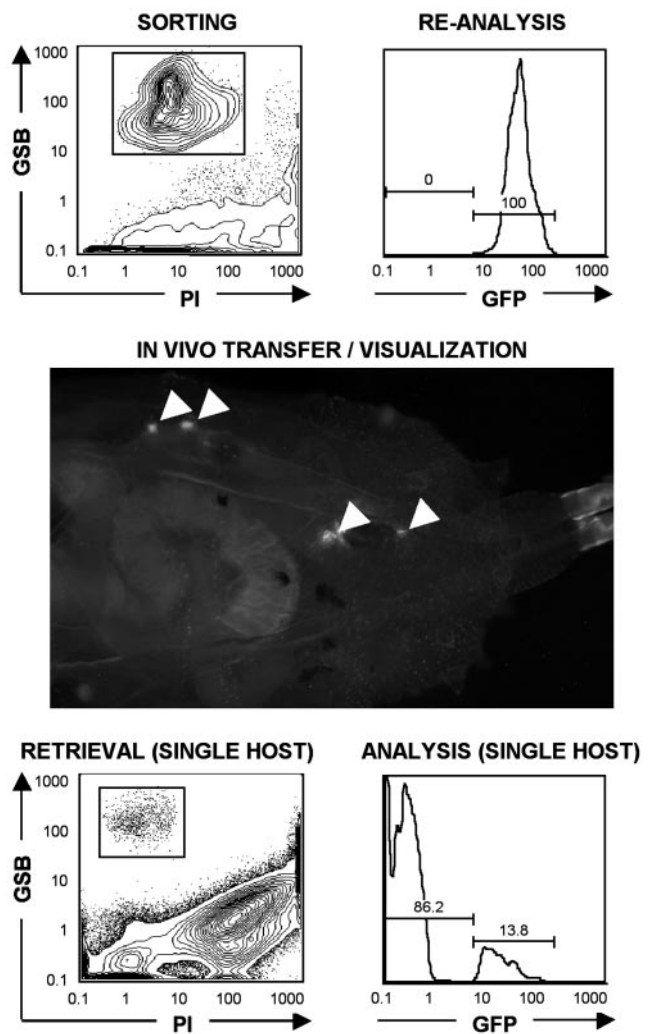 SORTING
RE-ANALYSIS
1000
100
10
1
0.1
GSB
0.1 1 10 100 1000
PI
0
100
0.1 1 10 100 1000
GFP
IN VIVO TRANSFER / VISUALIZATION
RETRIEVAL (SINGLE HOST)
ANALYSIS (SINGLE HOST)
1000
100
10
1
0.1
GSB
0.1 1 10 100 1000
PI
86.2
13.8
0.1 1 10 100 1000
GFP